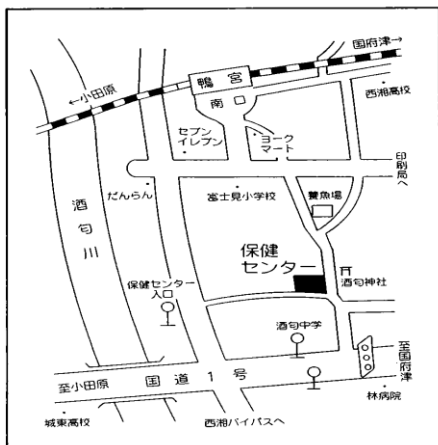 国府津→
←小田原
鴨宮
南
西湘高校
セブン
イレブン
ヨーク
マート
印刷局へ
だんらん
富士見小学校
養魚場
酒匂川
保健
センター
酒匂神社
保健センター
入口
酒匂中学
至国府津
至小田原
国道1号
林病院
城東高校
西湘バイパスへ